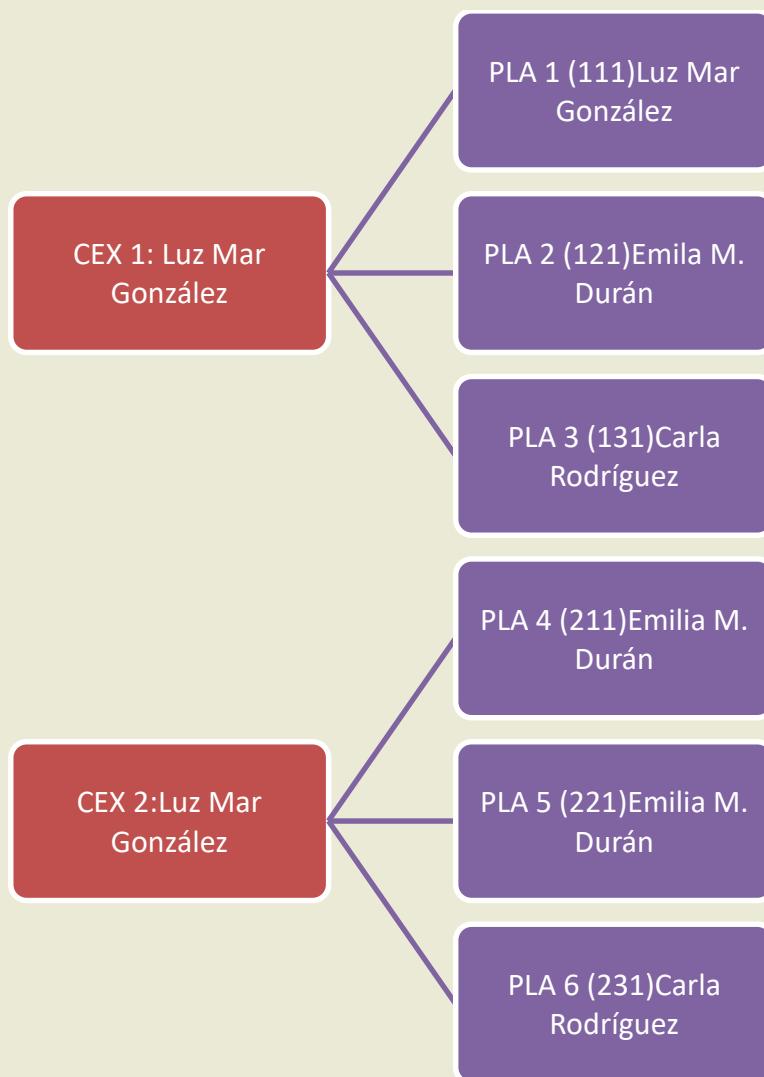 PLA 1 (111)Luz Mar
González
CEX 1: Luz Mar
González
PLA 2 (121)Emila M.
Durán
PLA 3 (131)Carla
Rodríguez
PLA 4 (211)Emilia M.
Durán
CEX 2:Luz Mar
González
PLA 5 (221)Emilia M.
Durán
PLA 6 (231)Carla
Rodríguez